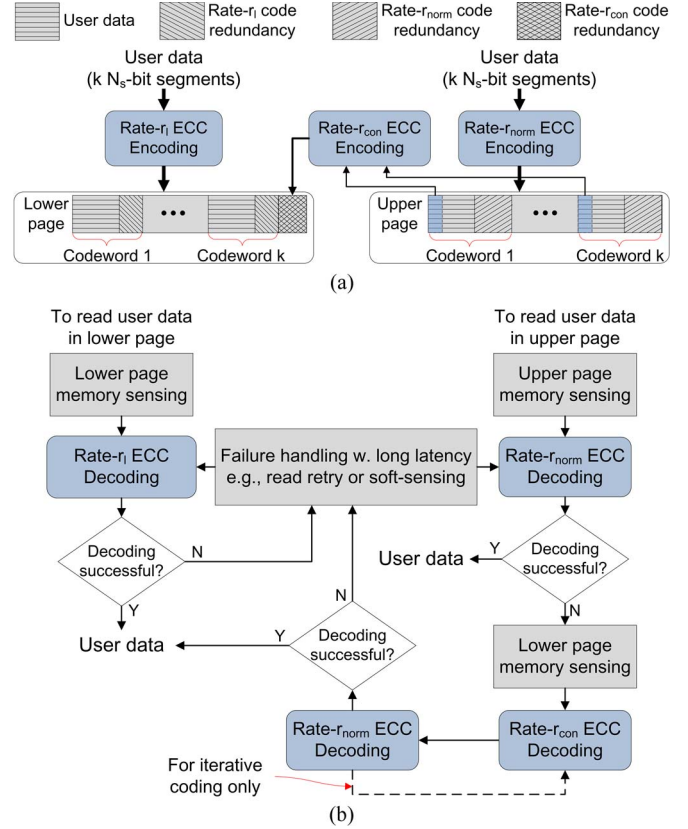 User data
Rate-rl code
redundancy
Rate-rnorm code
redundancy
Rate-rcon code
redundancy
User data
(k Ns-bit segments)
User data
(k Ns-bit segments)
Rate-rl ECC
Encoding
Rate-rcon ECC
Encoding
Rate-rnorm ECC
Encoding
Lower
page
•••
Codeword 1
Codeword k
Upper
page
•••
Codeword 1
Codeword k
(a)
To read user data
in lower page
To read user data
in upper page
Lower page
memory sensing
Upper page
memory sensing
Rate-rl ECC
Decoding
Failure handling w. long latency
e.g., read retry or soft-sensing
Rate-rnorm ECC
Decoding
Decoding
successful?
N
Y
User data
Decoding
successful?
Y
User data
N
Decoding
successful?
N
Y
Lower page
memory sensing
Rate-rnorm ECC
Decoding
Rate-rcon ECC
Decoding
For iterative
coding only
(b)